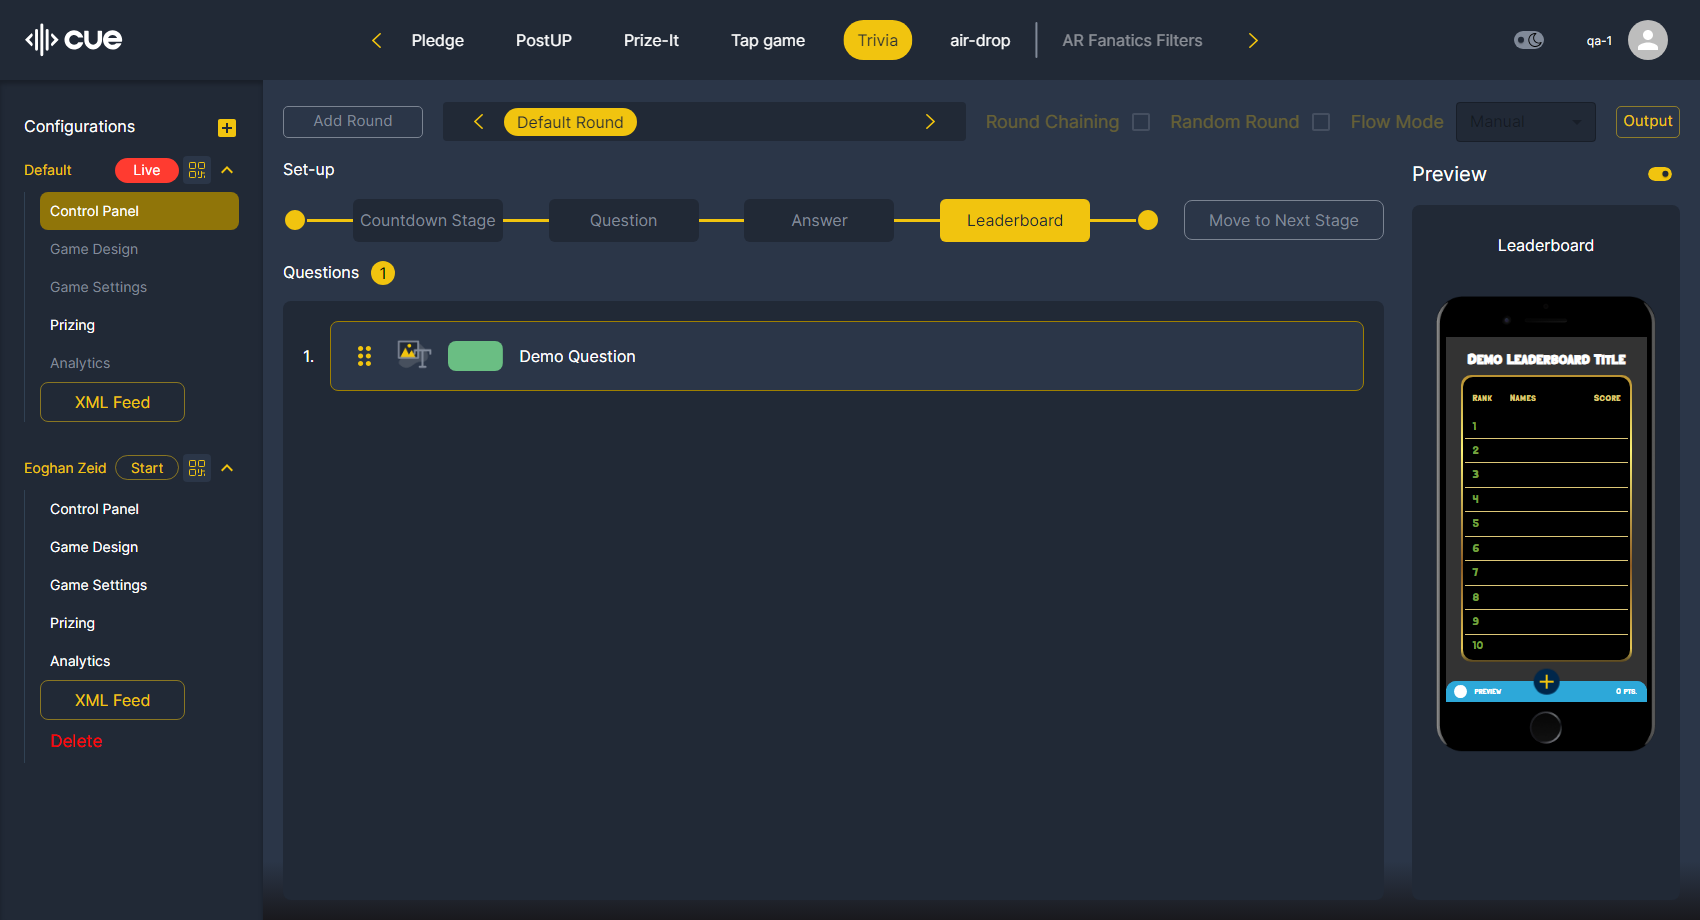 cue
Pledge
PostUP
Prize-It
Tap game
Trivia
air-drop
AR Fanatics Filters
qa-1
Configurations
Default
Live
Control Panel
Game Design
Game Settings
Prizing
Analytics
XML Feed
Eoghan Zeid
Start
Control Panel
Game Design
Game Settings
Prizing
Analytics
XML Feed
Delete
Add Round
Default Round
Round Chaining
Random Round
Flow Mode
Manual
Output
Set-up
Countdown Stage
Question
Answer
Leaderboard
Move to Next Stage
Questions
1
1.
T
Demo Question
Preview
Leaderboard
Demo Leaderboard Title
Rank Names Score
1
2
3
4
5
6
7
8
9
10
PREVIEW
0 PTS.